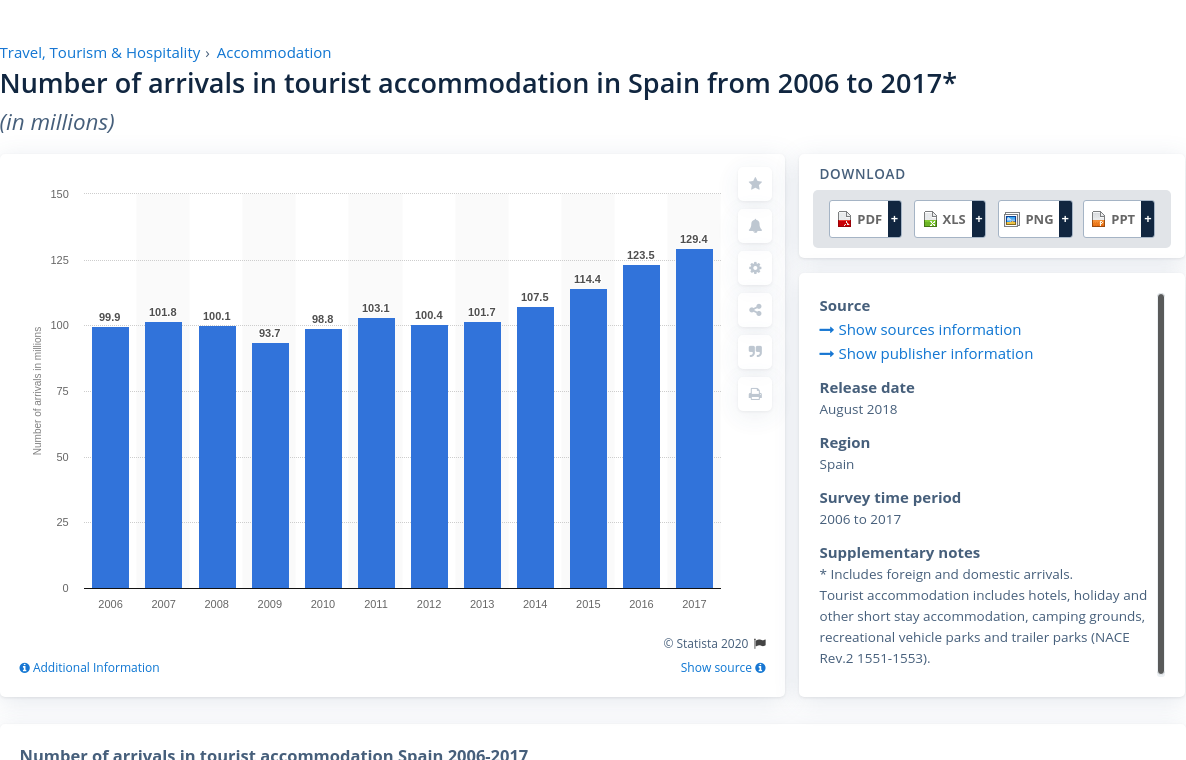 Travel, Tourism & Hospitality › Accommodation
Number of arrivals in tourist accommodation in Spain from 2006 to 2017*
(in millions)
150
125
100
75
50
25
0
Number of arrivals in millions
99.9
101.8
100.1
93.7
98.8
103.1
100.4
101.7
107.5
114.4
123.5
129.4
2006 2007 2008 2009 2010 2011 2012 2013 2014 2015 2016 2017
© Statista 2020
Additional Information
Show source
DOWNLOAD
PDF + XLS + PNG + PPT +
Source
Show sources information
Show publisher information
Release date
August 2018
Region
Spain
Survey time period
2006 to 2017
Supplementary notes
* Includes foreign and domestic arrivals.
Tourist accommodation includes hotels, holiday and
other short stay accommodation, camping grounds,
recreational vehicle parks and trailer parks (NACE
Rev.2 1551-1553).
Number of arrivals in tourist accommodation Spain 2006-2017